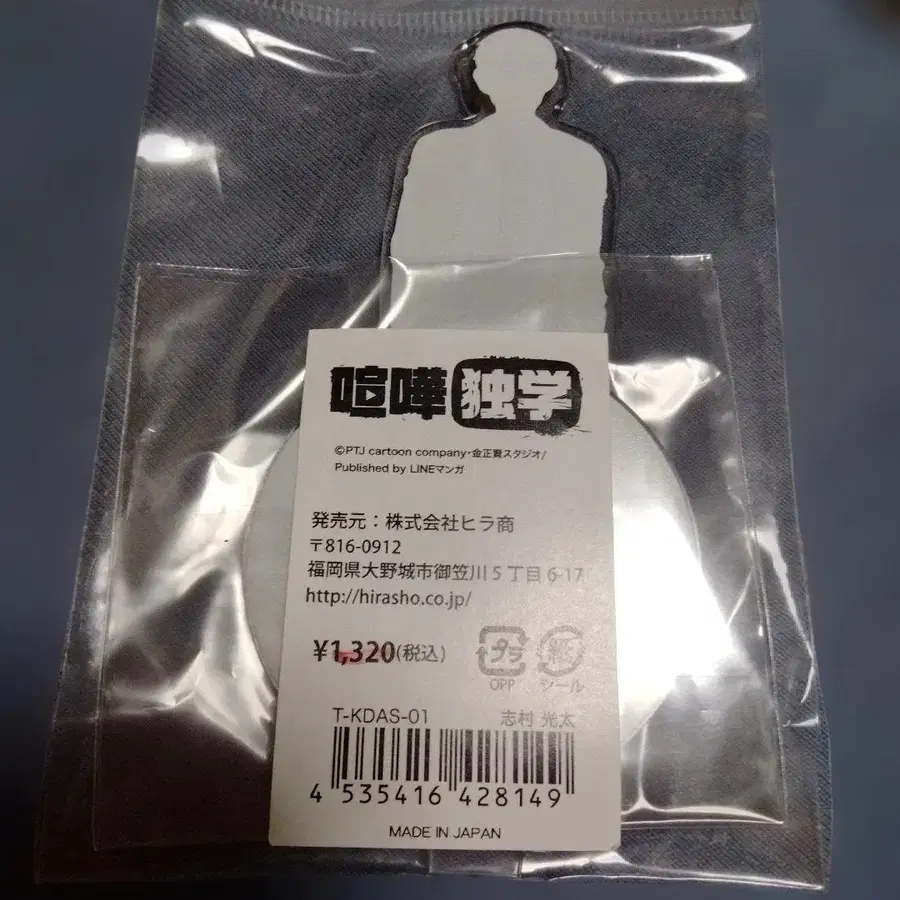 喧嘩独学
©PTJ cartoon company・金正賢スタジオ/
Published by LINEマンガ
発売元：株式会社ヒラ商
〒816-0912
福岡県大野城市御笠川5丁目6-17
http://hirasho.co.jp/
¥1,320(税込)
プラ 紙
OPP シール
T-KDAS-01 志村 光太
4 535416 428149
MADE IN JAPAN